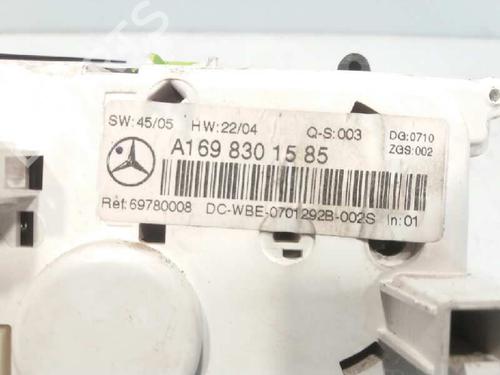 SW:45/05 HW:22/04 Q-S:003 DG:0710
ZGS:002
A169 830 15 85
Ref:69780008 DC-WBE-0701292B-002S In:01